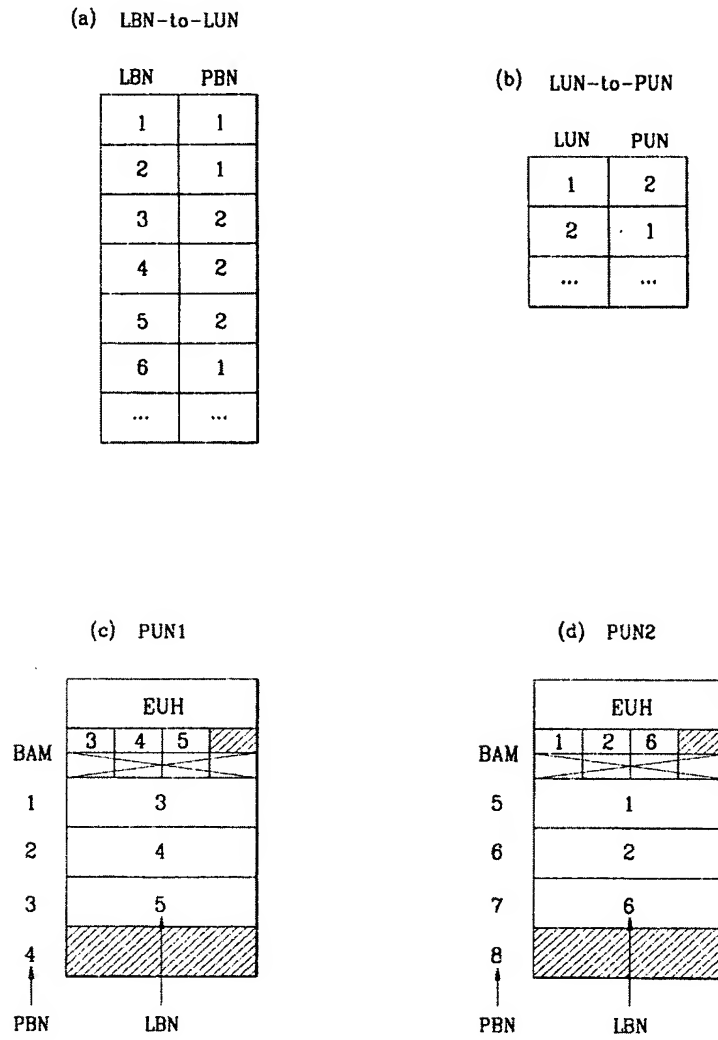 (a) LBN-to-LUN
LBN PBN
1 1
2 1
3 2
4 2
5 2
6 1
... ...
(b) LUN-to-PUN
LUN PUN
1 2
2 1
... ...
(c) PUN1
EUH
BAM 3 4 5
1 3
2 4
3 5
4
PBN LBN
(d) PUN2
EUH
BAM 1 2 6
5 1
6 2
7 6
8
PBN LBN